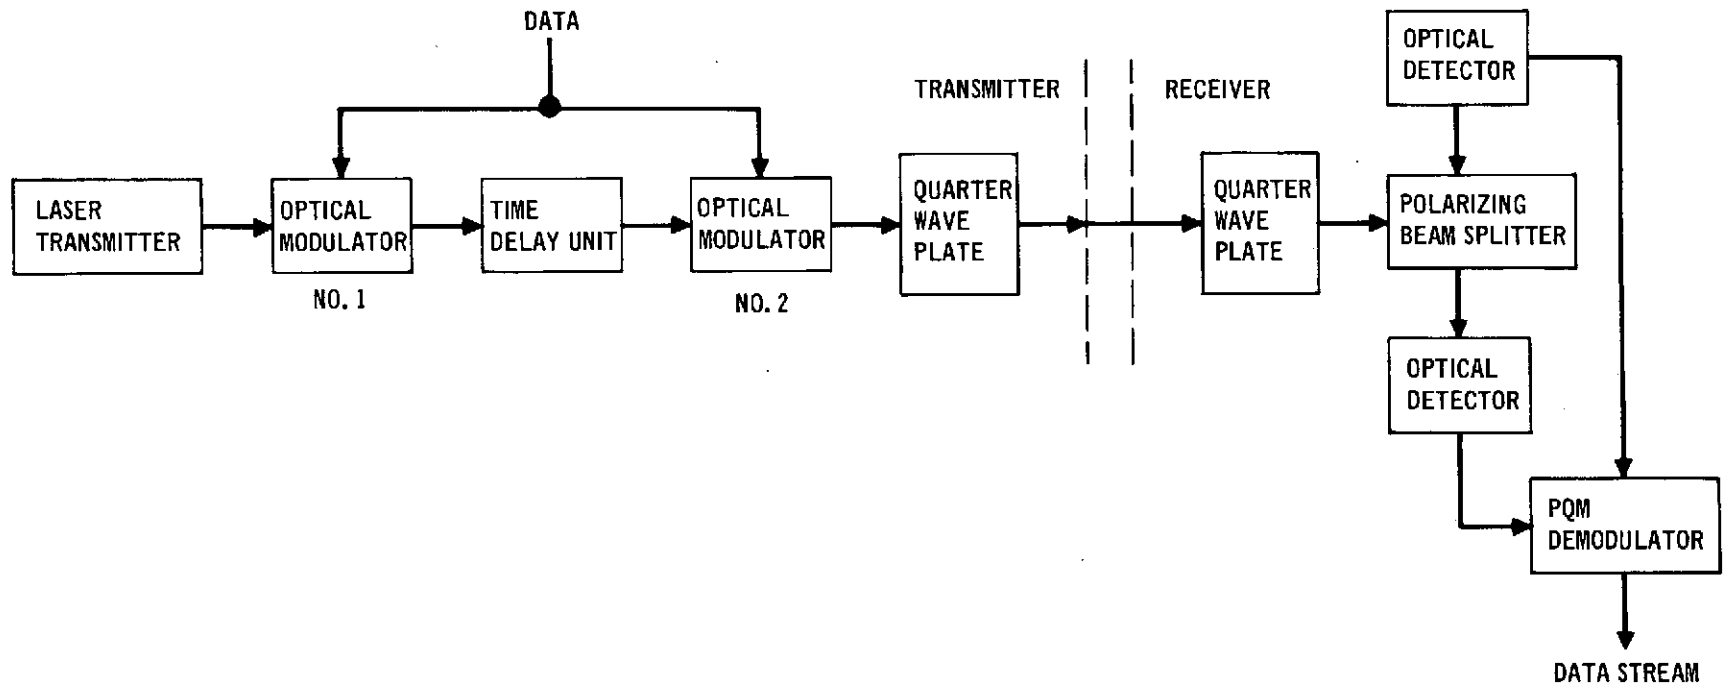 DATA
TRANSMITTER
RECEIVER
OPTICAL
DETECTOR
LASER
TRANSMITTER
OPTICAL
MODULATOR
NO. 1
TIME
DELAY UNIT
OPTICAL
MODULATOR
NO. 2
QUARTER
WAVE
PLATE
QUARTER
WAVE
PLATE
POLARIZING
BEAM SPLITTER
OPTICAL
DETECTOR
PQM
DEMODULATOR
DATA STREAM